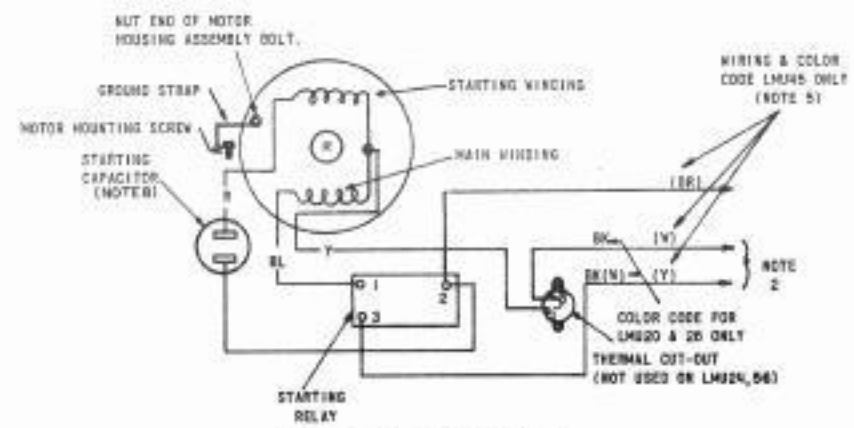 NUT END OF MOTOR
HOUSING ASSEMBLY BOLT.
GROUND STRAP
MOTOR MOUNTING SCREW
STARTING
CAPACITOR
(NOTE8)
STARTING WINDING
R
MAIN WINDING
WIRING & COLOR
CODE LMU45 ONLY
(NOTE 5)
(OR)
BK
(W)
BK(W)
(Y)
NOTE
2
Y
BL
1
2
3
COLOR CODE FOR
LMU20 & 26 ONLY
THERMAL CUT-OUT
(NOT USED ON LMU24,56)
STARTING
RELAY